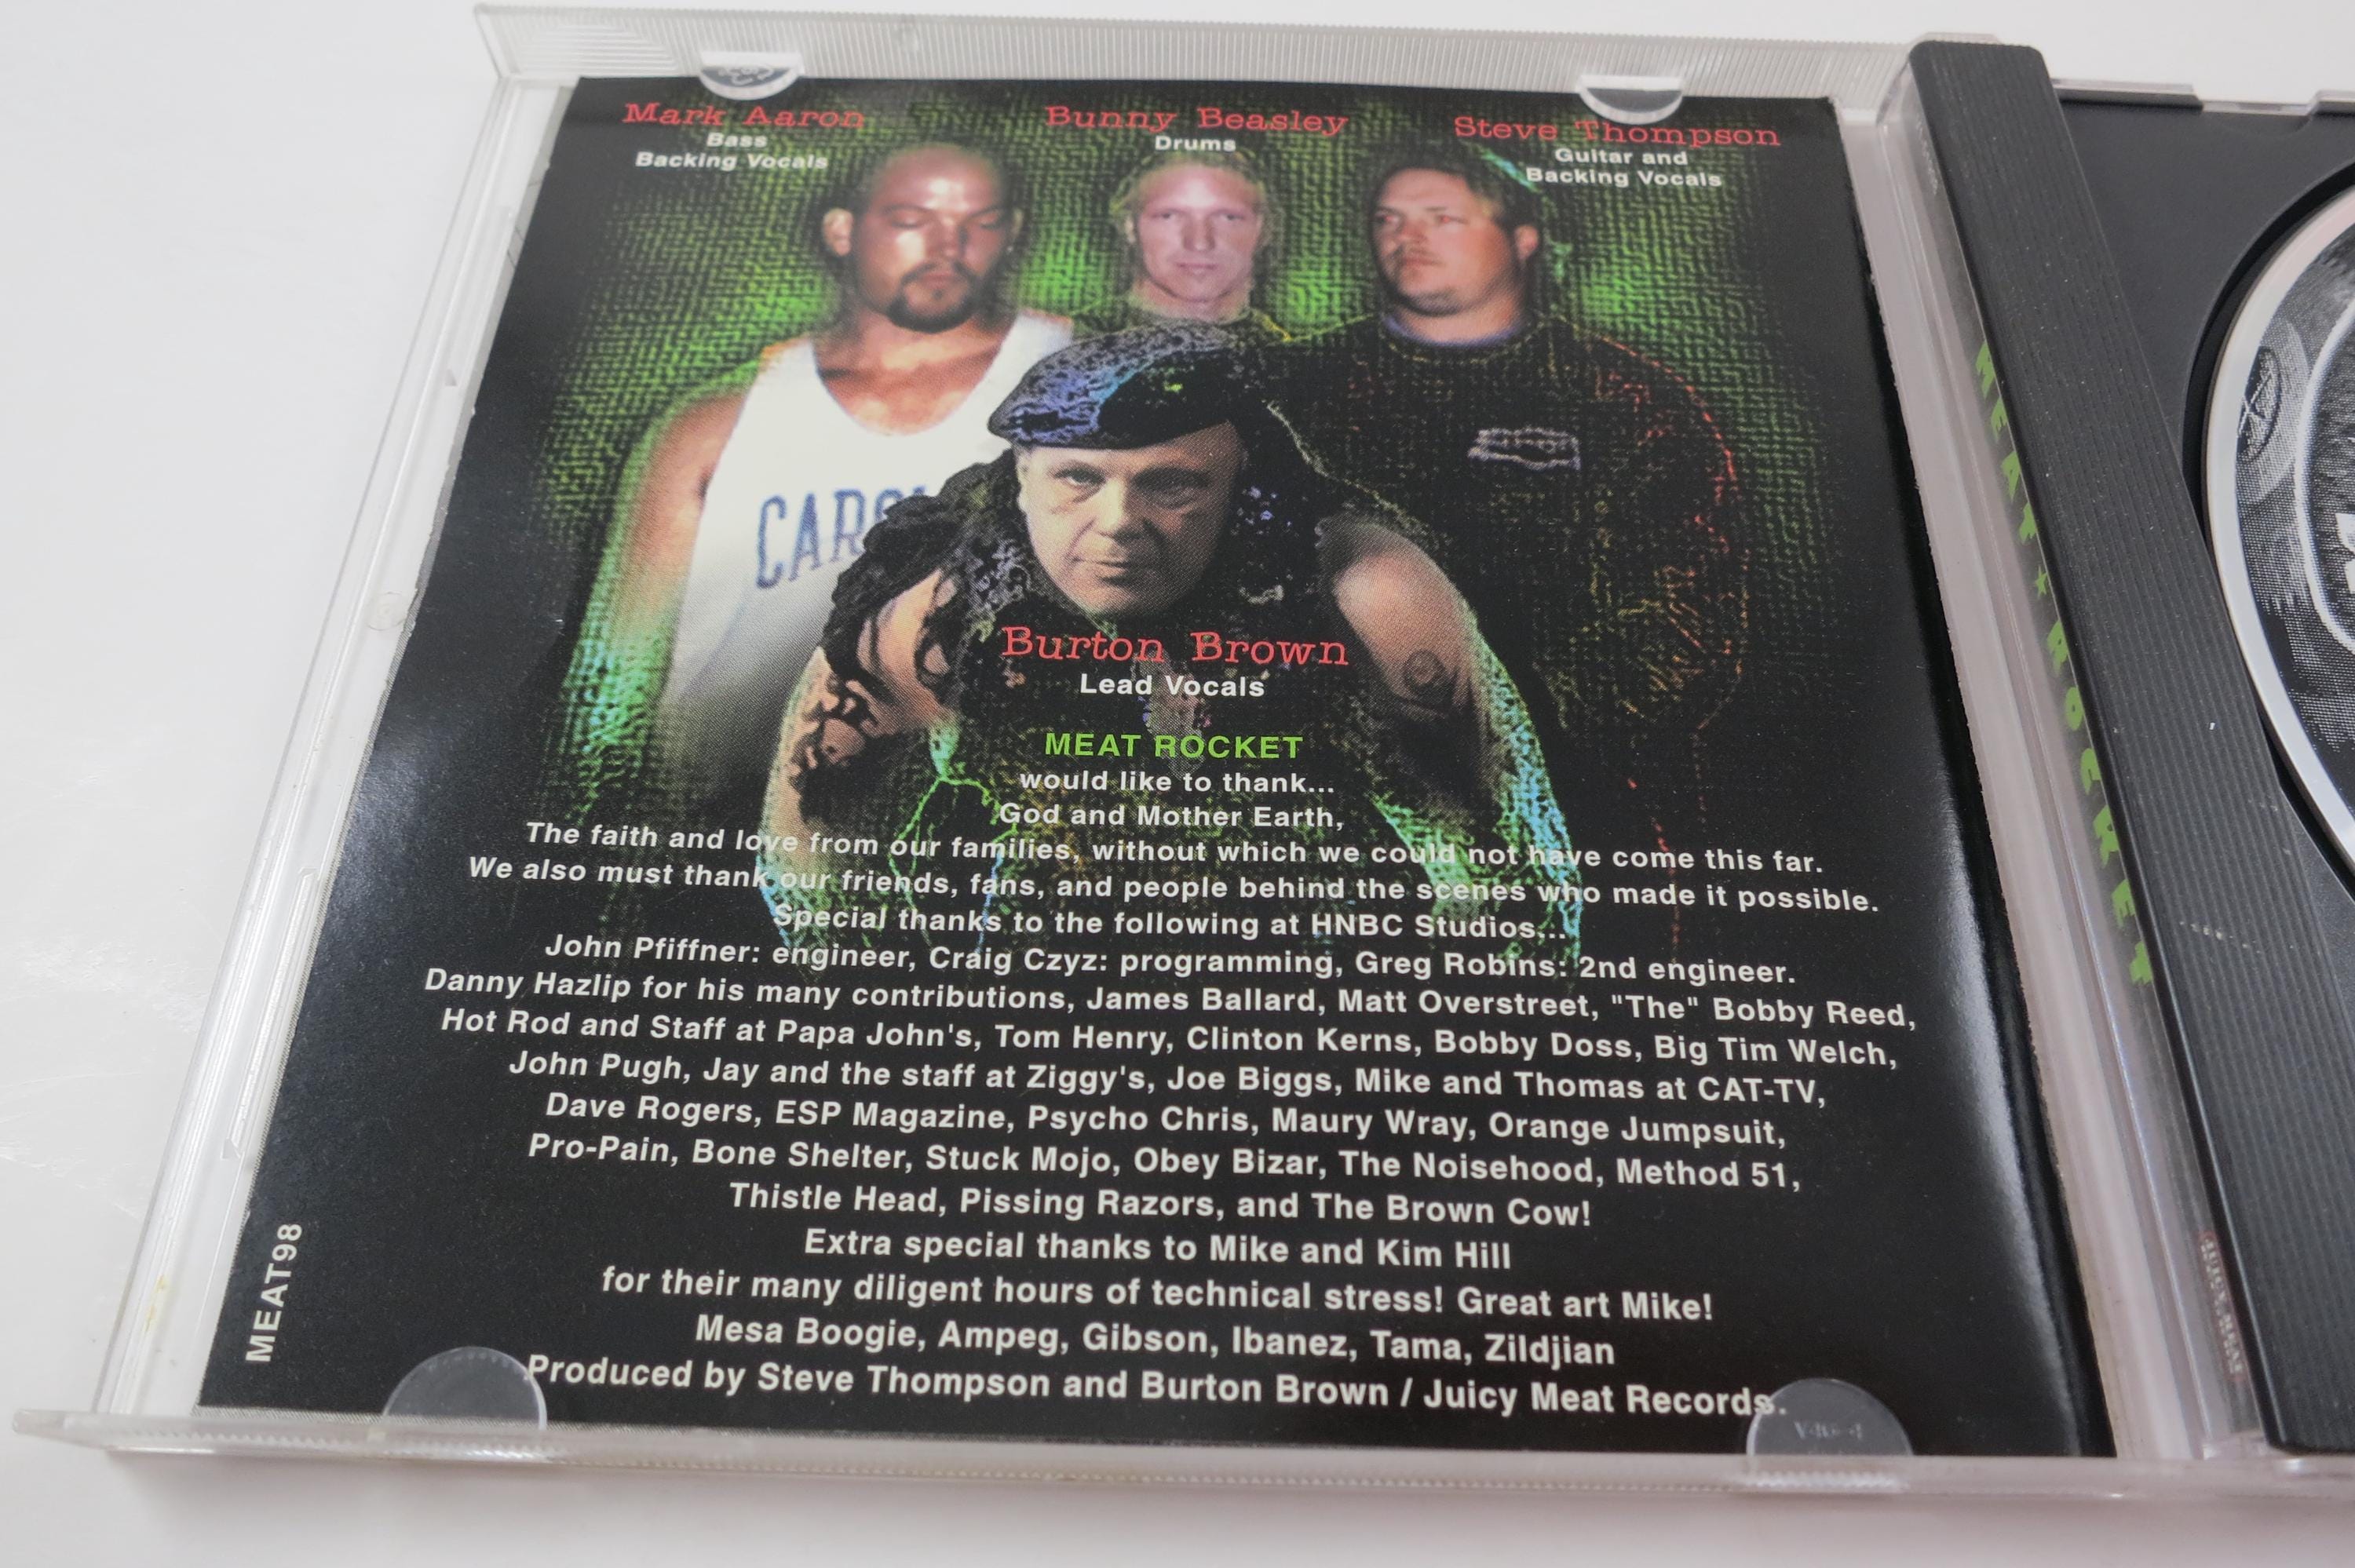 Mark Aaron
Bass
Backing Vocals
Bunny Beasley
Drums
Steve Thompson
Guitar and
Backing Vocals
CARO
Burton Brown
Lead Vocals
MEAT ROCKET
would like to thank...
God and Mother Earth,
The faith and love from our families, without which we could not have come this far.
We also must thank our friends, fans, and people behind the scenes who made it possible.
Special thanks to the following at HNBC Studios...
John Pfiffner: engineer, Craig Czyz: programming, Greg Robins: 2nd engineer.
Danny Hazlip for his many contributions, James Ballard, Matt Overstreet, "The" Bobby Reed,
Hot Rod and Staff at Papa John's, Tom Henry, Clinton Kerns, Bobby Doss, Big Tim Welch,
John Pugh, Jay and the staff at Ziggy's, Joe Biggs, Mike and Thomas at CAT-TV,
Dave Rogers, ESP Magazine, Psycho Chris, Maury Wray, Orange Jumpsuit,
Pro-Pain, Bone Shelter, Stuck Mojo, Obey Bizar, The Noisehood, Method 51,
Thistle Head, Pissing Razors, and The Brown Cow!
Extra special thanks to Mike and Kim Hill
for their many diligent hours of technical stress! Great art Mike!
Mesa Boogie, Ampeg, Gibson, Ibanez, Tama, Zildjian
Produced by Steve Thompson and Burton Brown / Juicy Meat Records.
MEAT98
MEAT ★ ROCKET
JUICY MEAT